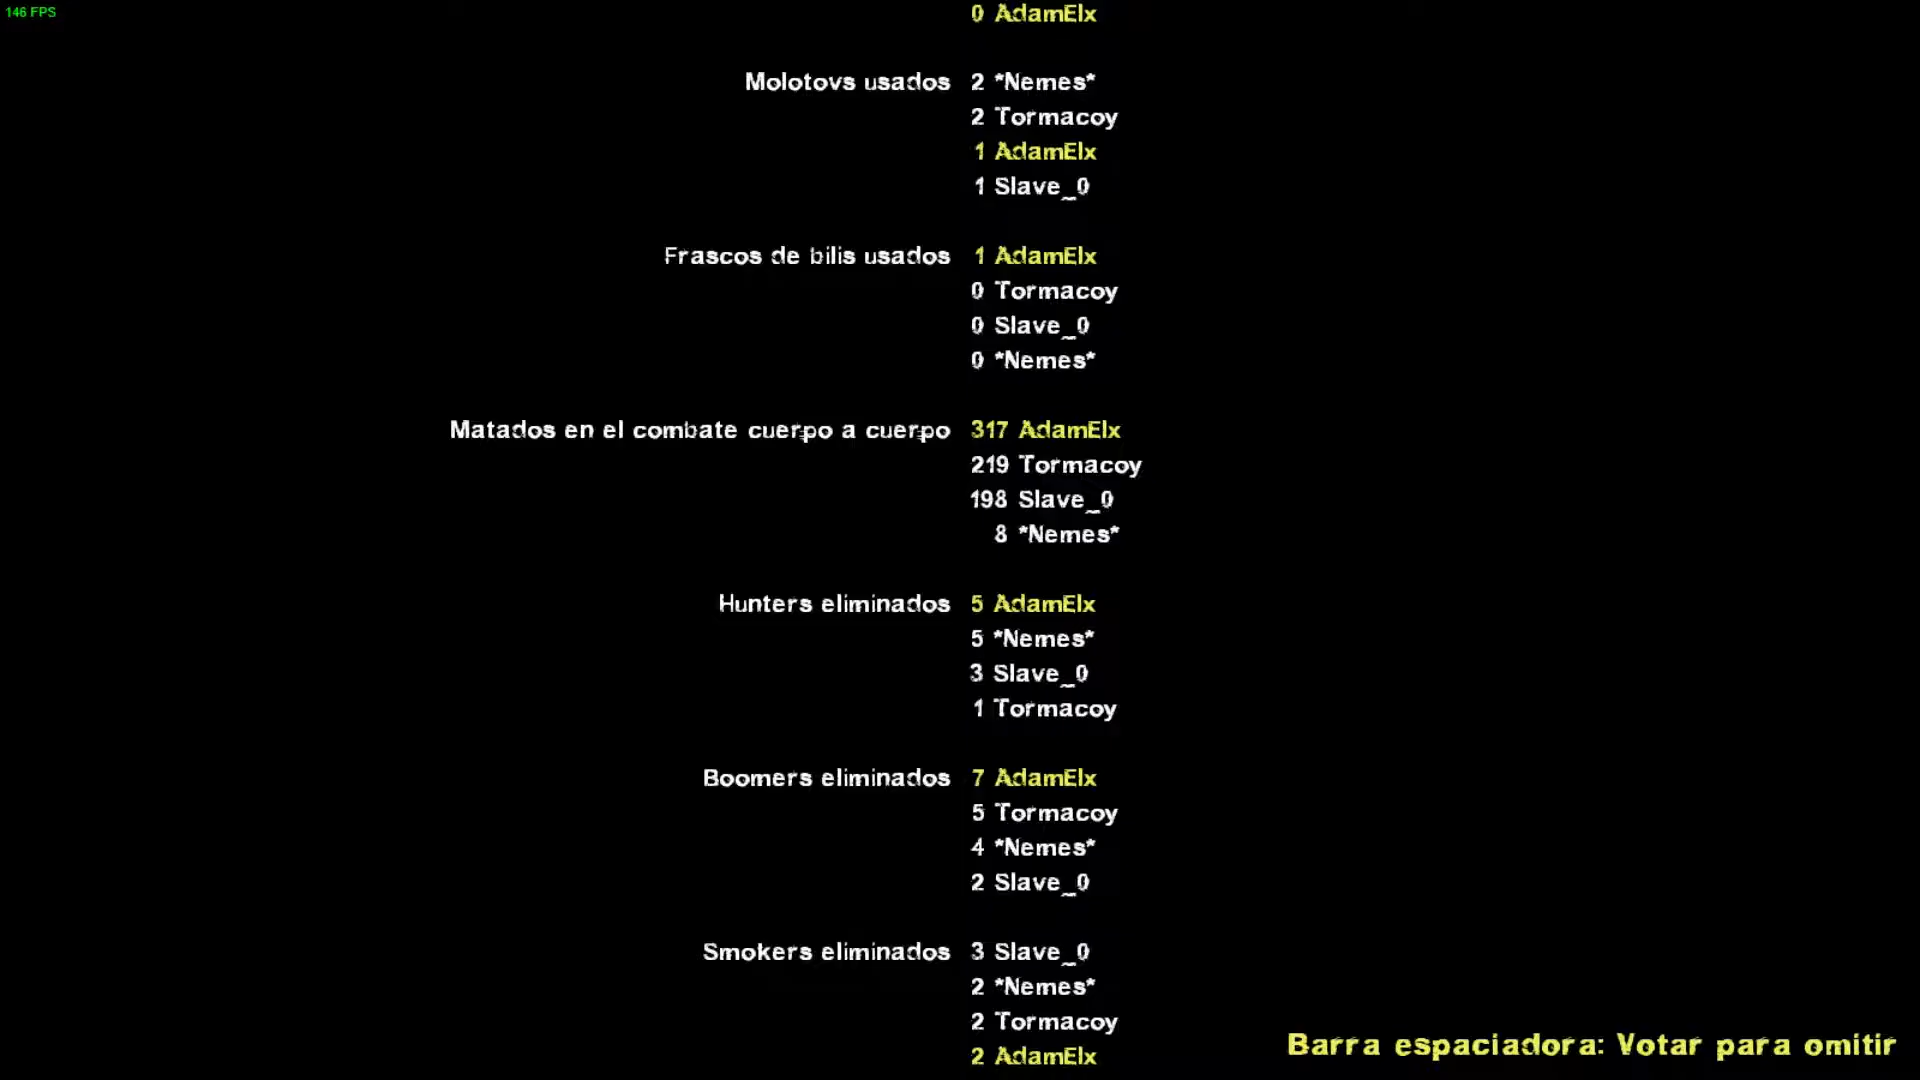 146 FPS
0 AdamElx
Molotovs usados 2 *Nemes*
2 Tormacoy
1 AdamElx
1 Slave_0
Frascos de bilis usados 1 AdamElx
0 Tormacoy
0 Slave_0
0 *Nemes*
Matados en el combate cuerpo a cuerpo 317 AdamElx
219 Tormacoy
198 Slave_0
8 *Nemes*
Hunters eliminados 5 AdamElx
5 *Nemes*
3 Slave_0
1 Tormacoy
Boomers eliminados 7 AdamElx
5 Tormacoy
4 *Nemes*
2 Slave_0
Smokers eliminados 3 Slave_0
2 *Nemes*
2 Tormacoy
2 AdamElx
Barra espaciadora: Votar para omitir